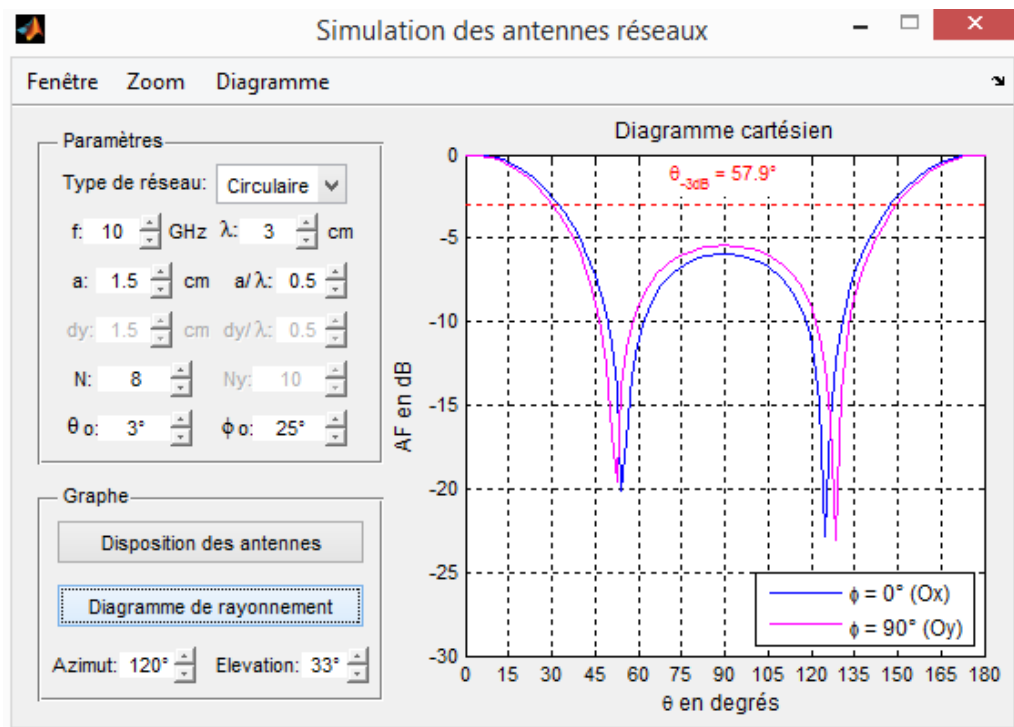 Simulation des antennes réseaux
Fenêtre Zoom Diagramme
Paramètres
Type de réseau: Circulaire
f: 10 GHz λ: 3 cm
a: 1.5 cm a/λ: 0.5
dy: 1.5 cm dy/λ: 0.5
N: 8 Ny: 10
θo: 3° ϕo: 25°
Graphe
Disposition des antennes
Diagramme de rayonnement
Azimut: 120° Elevation: 33°
Diagramme cartésien
θ-3dB = 57.9°
AF en dB
0
-5
-10
-15
-20
-25
-30
0 15 30 45 60 75 90 105 120 135 150 165 180
θ en degrés
ϕ = 0° (Ox)
ϕ = 90° (Oy)